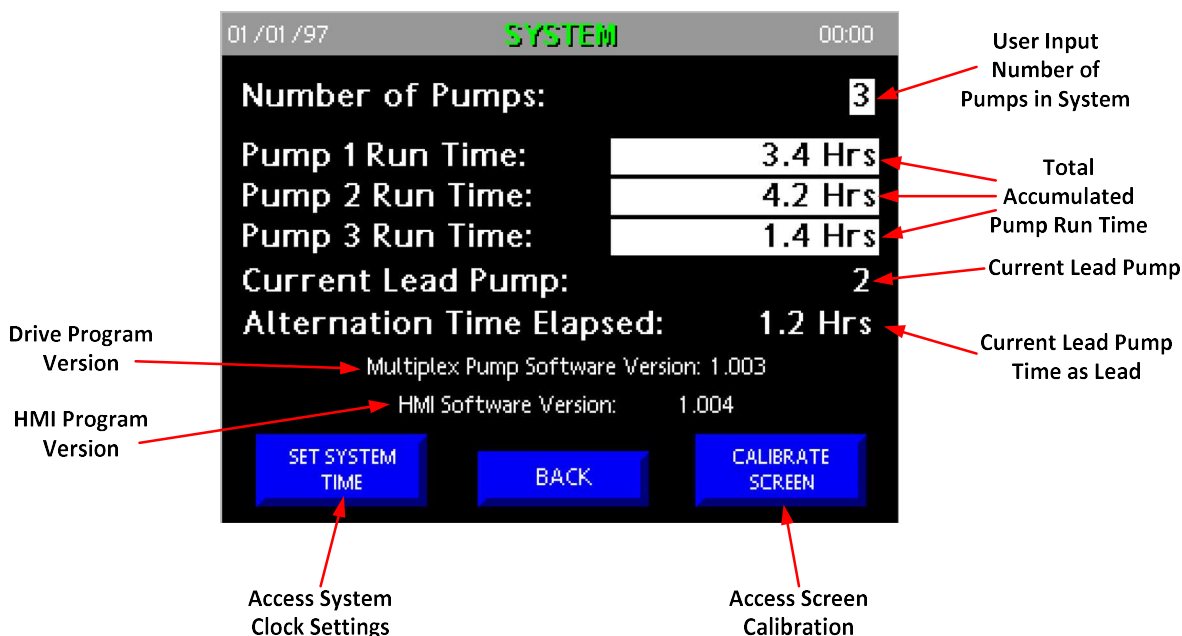 01/01/97 SYSTEM 00:00
Number of Pumps: 3
Pump 1 Run Time: 3.4 Hrs
Pump 2 Run Time: 4.2 Hrs
Pump 3 Run Time: 1.4 Hrs
Current Lead Pump: 2
Alternation Time Elapsed: 1.2 Hrs
Multiplex Pump Software Version: 1.003
HMI Software Version: 1.004
SET SYSTEM
TIME
BACK
CALIBRATE
SCREEN
User Input
Number of
Pumps in System
Total
Accumulated
Pump Run Time
Current Lead Pump
Current Lead Pump
Time as Lead
Drive Program
Version
HMI Program
Version
Access System
Clock Settings
Access Screen
Calibration